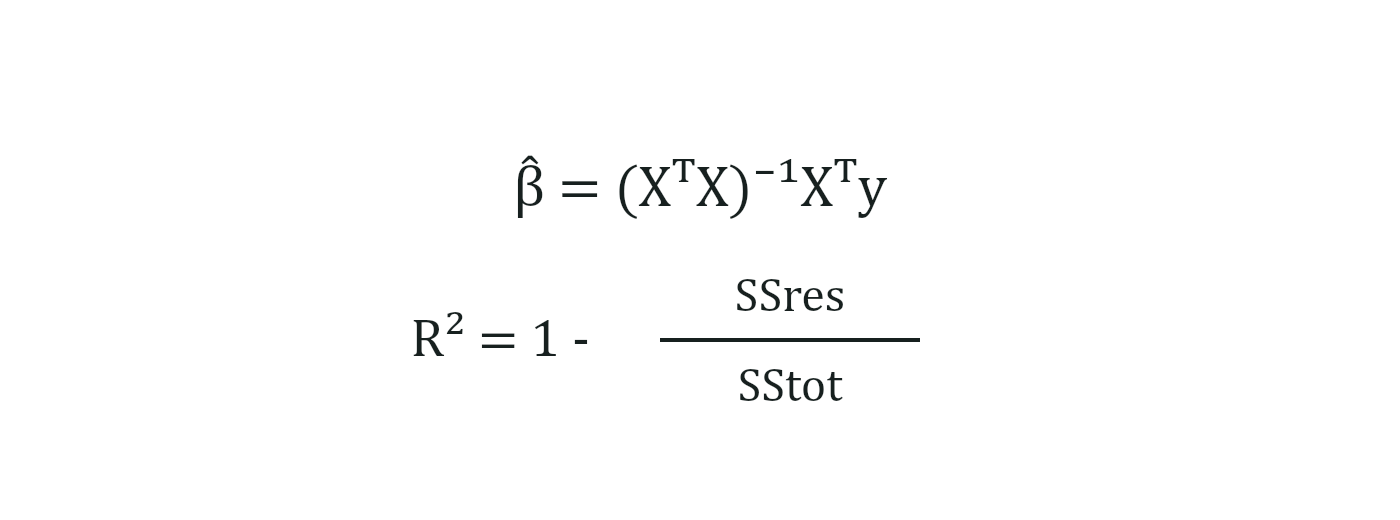 β̂ = (XᵀX)⁻¹Xᵀy
SSres
R² = 1 -
SStot